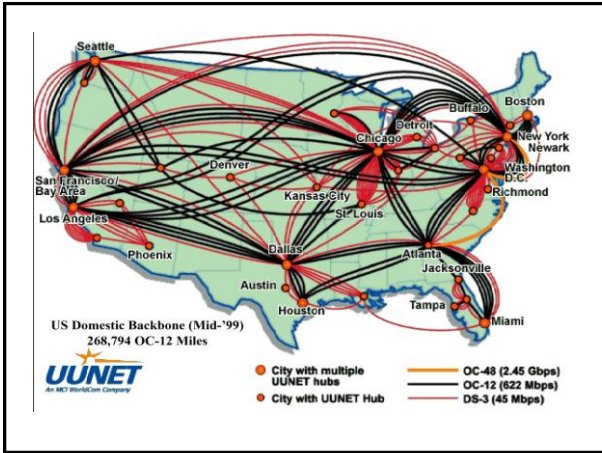 Seattle
Boston
Buffalo
Detroit
Chicago
New York
Newark
Denver
Washington
D.C.
San Francisco/
Bay Area
Kansas City
Richmond
Los Angeles
St. Louis
Dallas
Atlanta
Phoenix
Jacksonville
Austin
Houston
Tampa
Miami
US Domestic Backbone (Mid-'99)
268,794 OC-12 Miles
UUNET
An MCI WorldCom Company
City with multiple
UUNET hubs
City with UUNET Hub
OC-48 (2.45 Gbps)
OC-12 (622 Mbps)
DS-3 (45 Mbps)